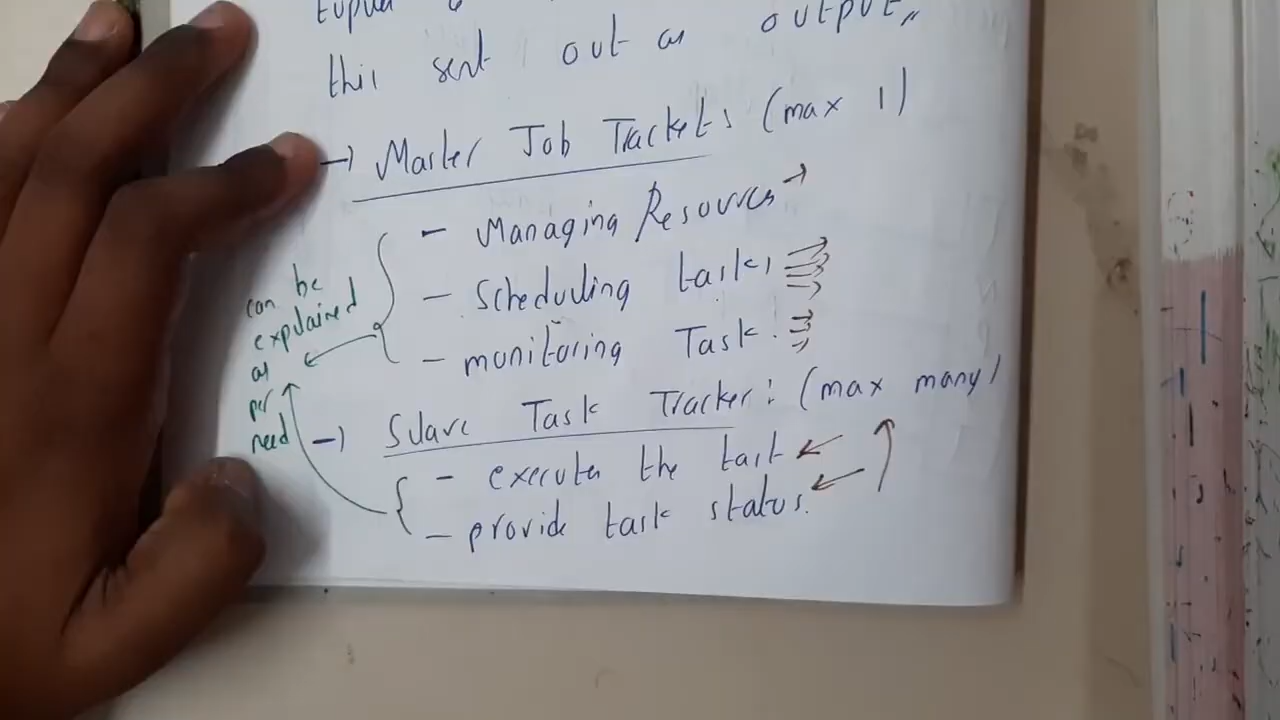 this sent out as output,,
→ Master Job Trackers (max 1)
- Managing Resources →
- Scheduling tasks
- monitoring Task.
can be
explained
as
per
need
→ Slave Task Tracker: (max many)
- executes the task
- provide task status.